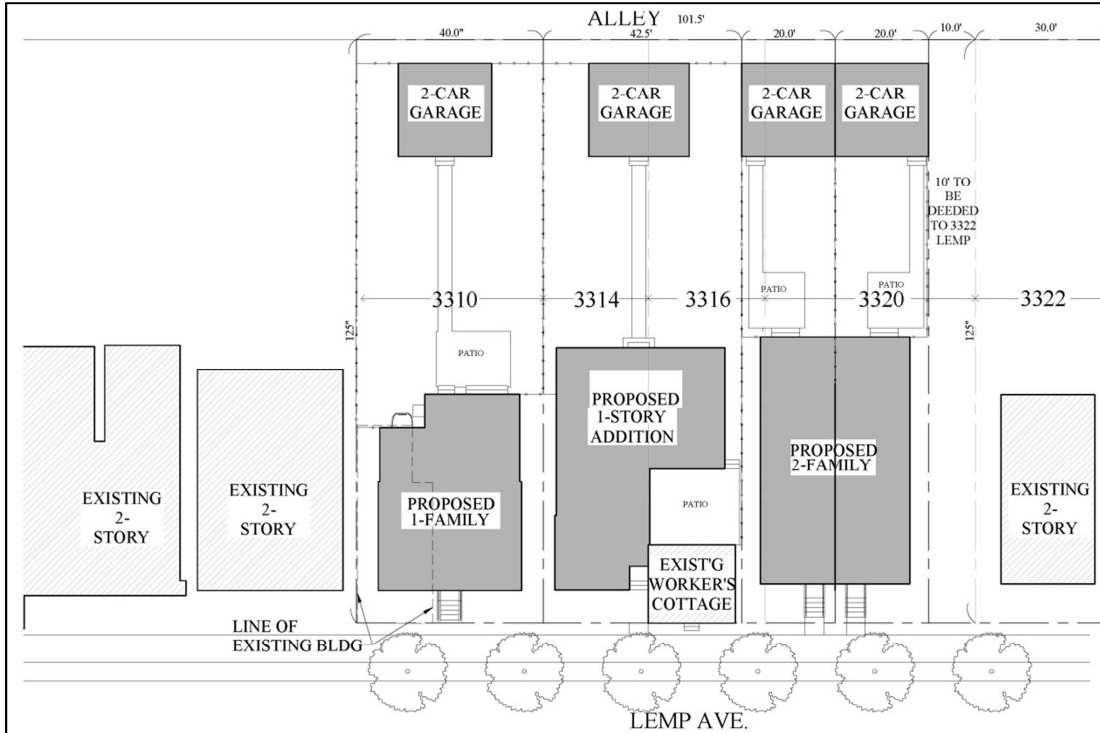 ALLEY 101.5'
40.0" 42.5' 20.0' 20.0' 10.0' 30.0'
2-CAR
GARAGE
2-CAR
GARAGE
2-CAR
GARAGE
2-CAR
GARAGE
10' TO
BE
DEEDED
TO 3322
LEMP
PATIO
PATIO
3310 3314 3316 3320 3322
125"
125"
PATIO
PROPOSED
1-STORY
ADDITION
PROPOSED
2-FAMILY
EXISTING
2-
STORY
EXISTING
2-
STORY
PROPOSED
1-FAMILY
PATIO
EXISTING
2-
STORY
EXIST'G
WORKER'S
COTTAGE
LINE OF
EXISTING BLDG
LEMP AVE.